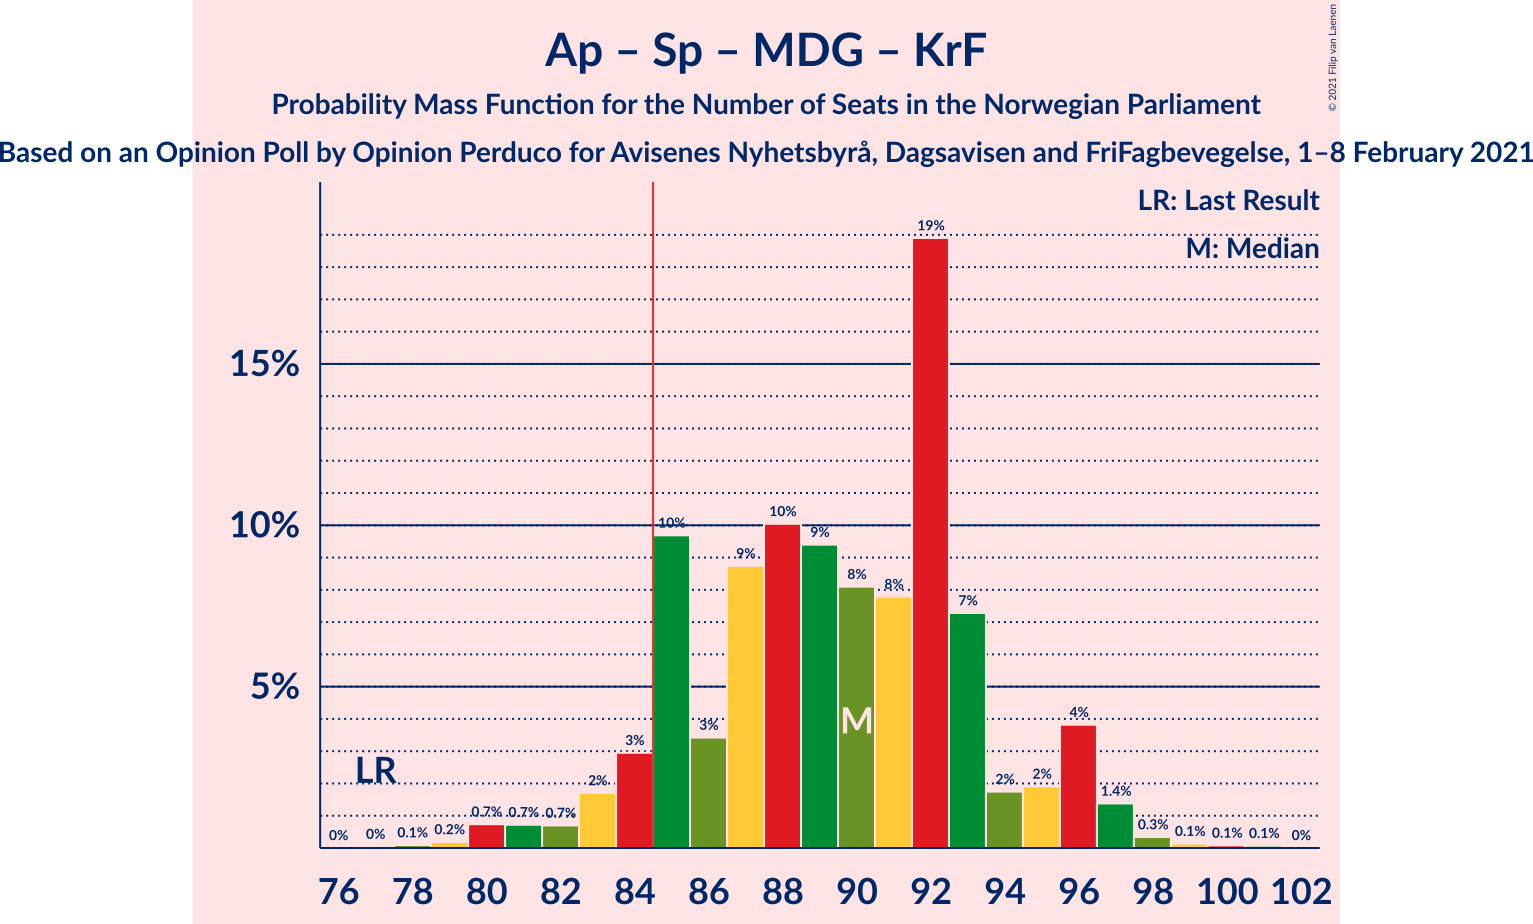 Ap – Sp – MDG – KrF
Probability Mass Function for the Number of Seats in the Norwegian Parliament
Based on an Opinion Poll by Opinion Perduco for Avisenes Nyhetsbyrå, Dagsavisen and FriFagbevegelse, 1–8 February 2021
© 2021 Filip van Laenen
LR: Last Result
M: Median
15%
10%
5%
LR
M
0% 0% 0.1% 0.2% 0.7% 0.7% 0.7% 2% 3% 10% 3% 9% 10% 9% 8% 8% 19% 7% 2% 2% 4% 1.4% 0.3% 0.1% 0.1% 0.1% 0%
76 78 80 82 84 86 88 90 92 94 96 98 100 102